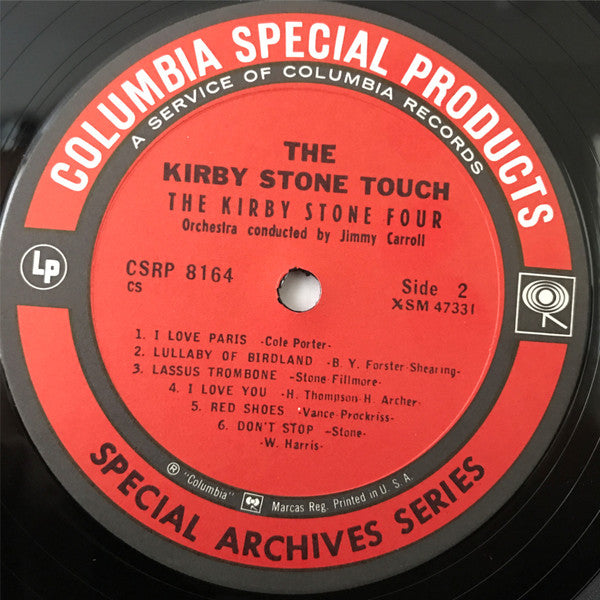 COLUMBIA SPECIAL PRODUCTS
A SERVICE OF COLUMBIA RECORDS
THE
KIRBY STONE TOUCH
THE KIRBY STONE FOUR
Orchestra conducted by Jimmy Carroll
LP
CSRP 8164
CS
Side 2
XSM 47331
1. I LOVE PARIS -Cole Porter-
2. LULLABY OF BIRDLAND -B. Y. Forster-Shearing-
3. LASSUS TROMBONE -Stone-Fillmore-
4. I LOVE YOU -H. Thompson-H. Archer-
5. RED SHOES -Vance-Prockriss-
6. DON'T STOP -Stone-
W. Harris-
® "Columbia" Marcas Reg. Printed in U. S. A.
SPECIAL ARCHIVES SERIES